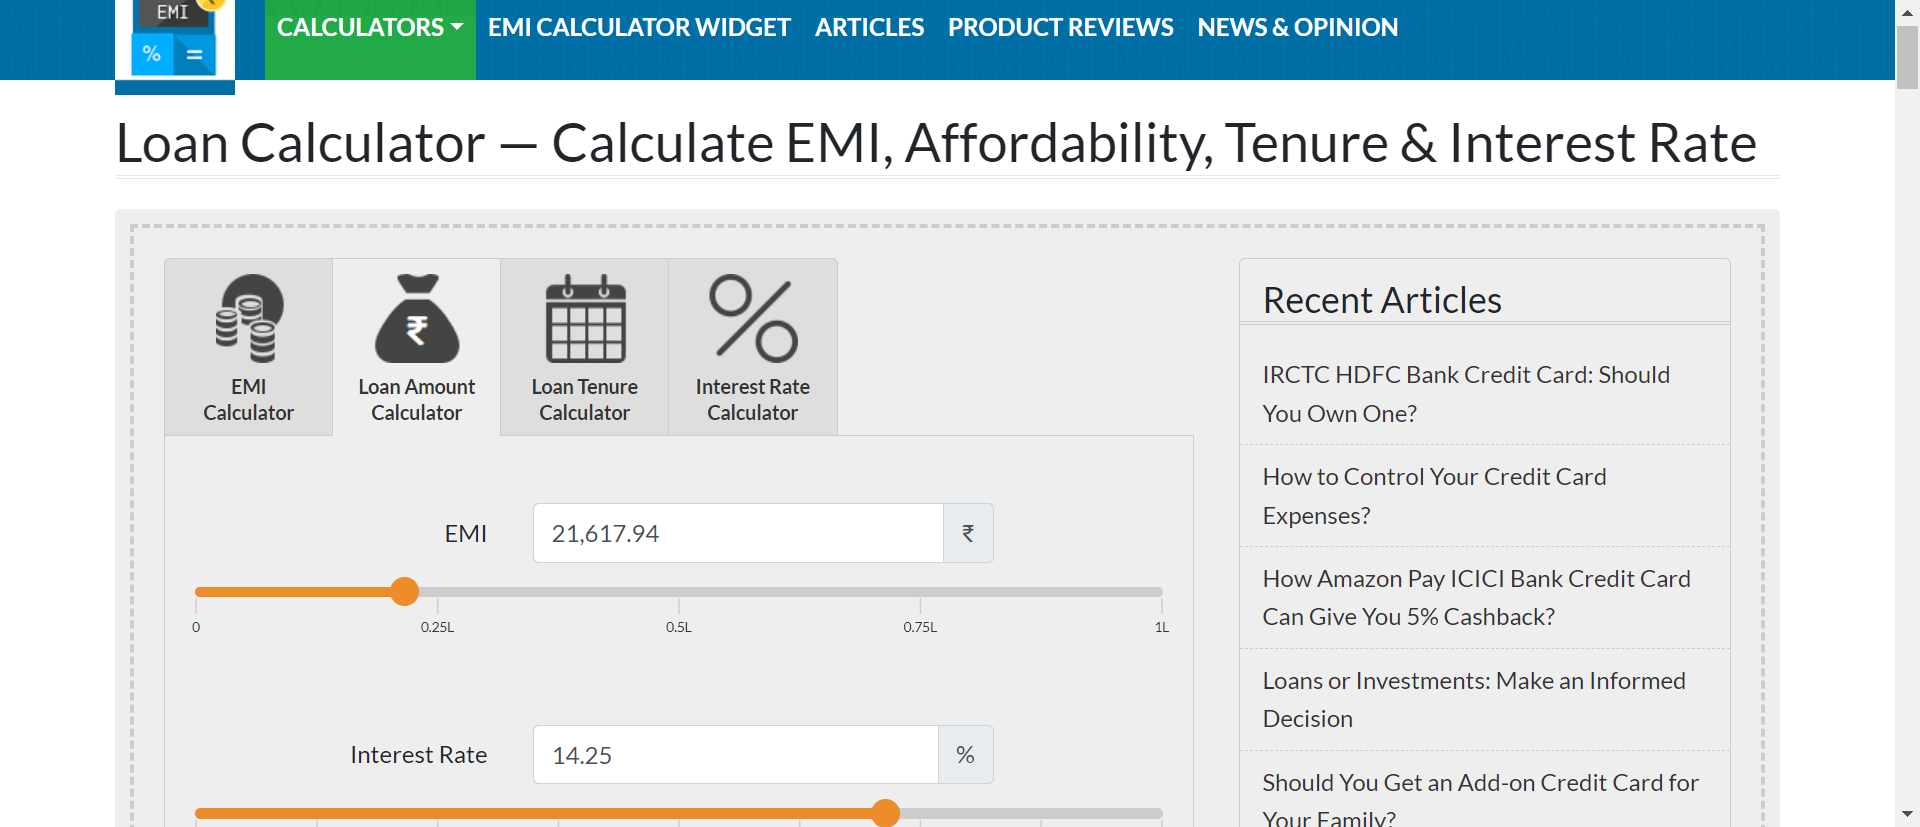 EMI
% =
CALCULATORS EMI CALCULATOR WIDGET ARTICLES PRODUCT REVIEWS NEWS & OPINION
Loan Calculator — Calculate EMI, Affordability, Tenure & Interest Rate
EMI
Calculator
Loan Amount
Calculator
Loan Tenure
Calculator
Interest Rate
Calculator
EMI 21,617.94 ₹
0 0.25L 0.5L 0.75L 1L
Interest Rate 14.25 %
Recent Articles
IRCTC HDFC Bank Credit Card: Should
You Own One?
How to Control Your Credit Card
Expenses?
How Amazon Pay ICICI Bank Credit Card
Can Give You 5% Cashback?
Loans or Investments: Make an Informed
Decision
Should You Get an Add-on Credit Card for
Your Family?